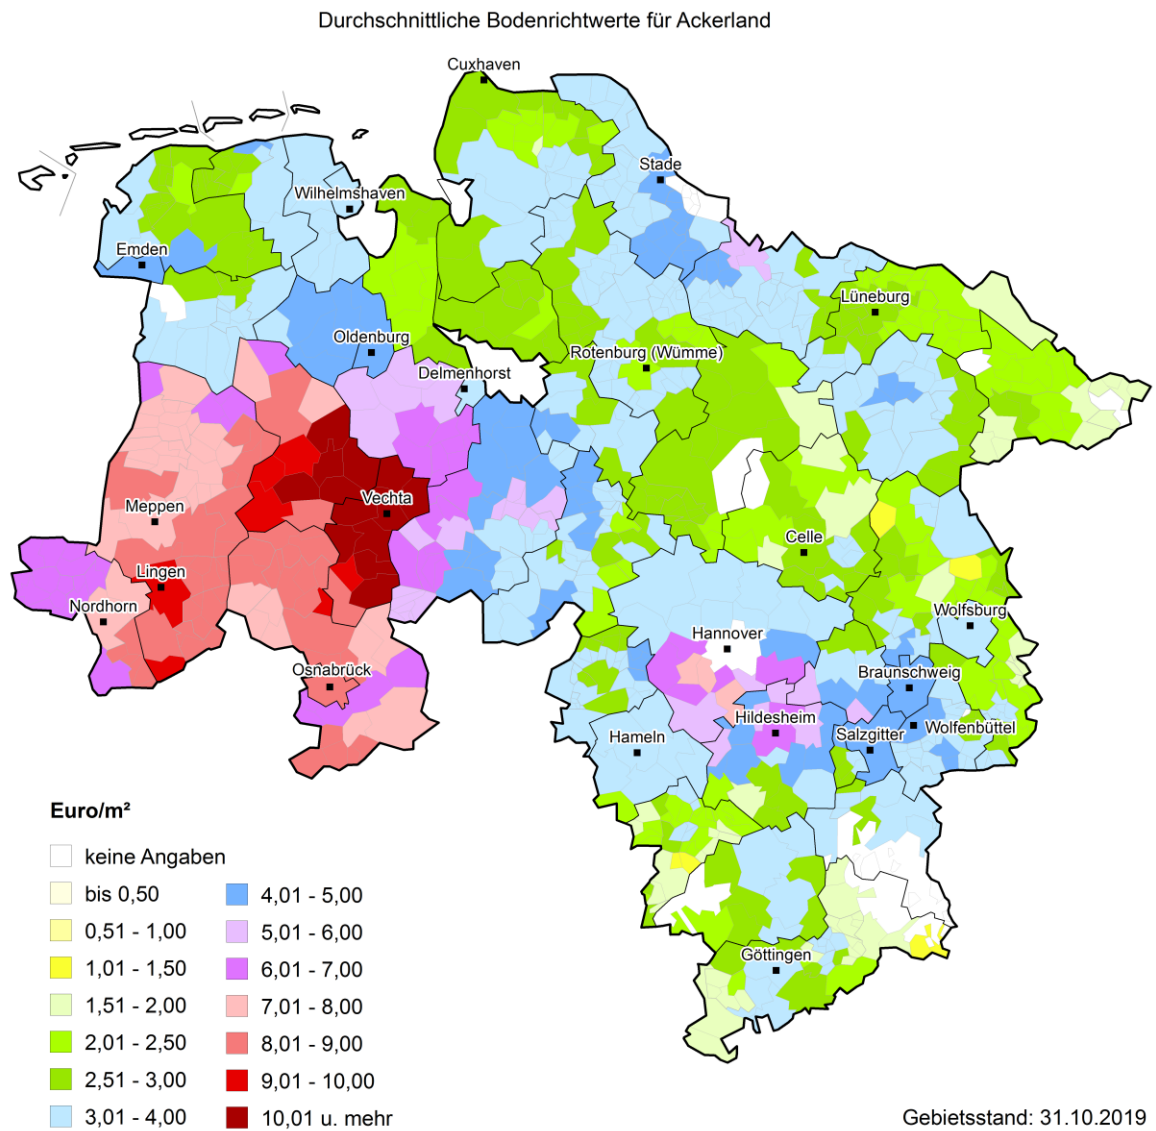 Durchschnittliche Bodenrichtwerte für Ackerland
Cuxhaven
Stade
Wilhelmshaven
Emden
Lüneburg
Oldenburg
Rotenburg (Wümme)
Delmenhorst
Vechta
Meppen
Celle
Lingen
Nordhorn
Wolfsburg
Hannover
Osnabrück
Braunschweig
Hildesheim
Wolfenbüttel
Salzgitter
Hameln
Göttingen
Euro/m²
keine Angaben
bis 0,50
0,51 - 1,00
1,01 - 1,50
1,51 - 2,00
2,01 - 2,50
2,51 - 3,00
3,01 - 4,00
4,01 - 5,00
5,01 - 6,00
6,01 - 7,00
7,01 - 8,00
8,01 - 9,00
9,01 - 10,00
10,01 u. mehr
Gebietsstand: 31.10.2019